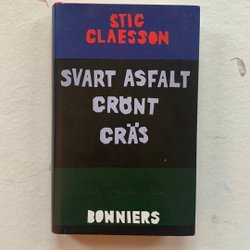 STIG
CLAESSON
SVART ASFALT
GRÖNT
GRÄS
BONNIERS